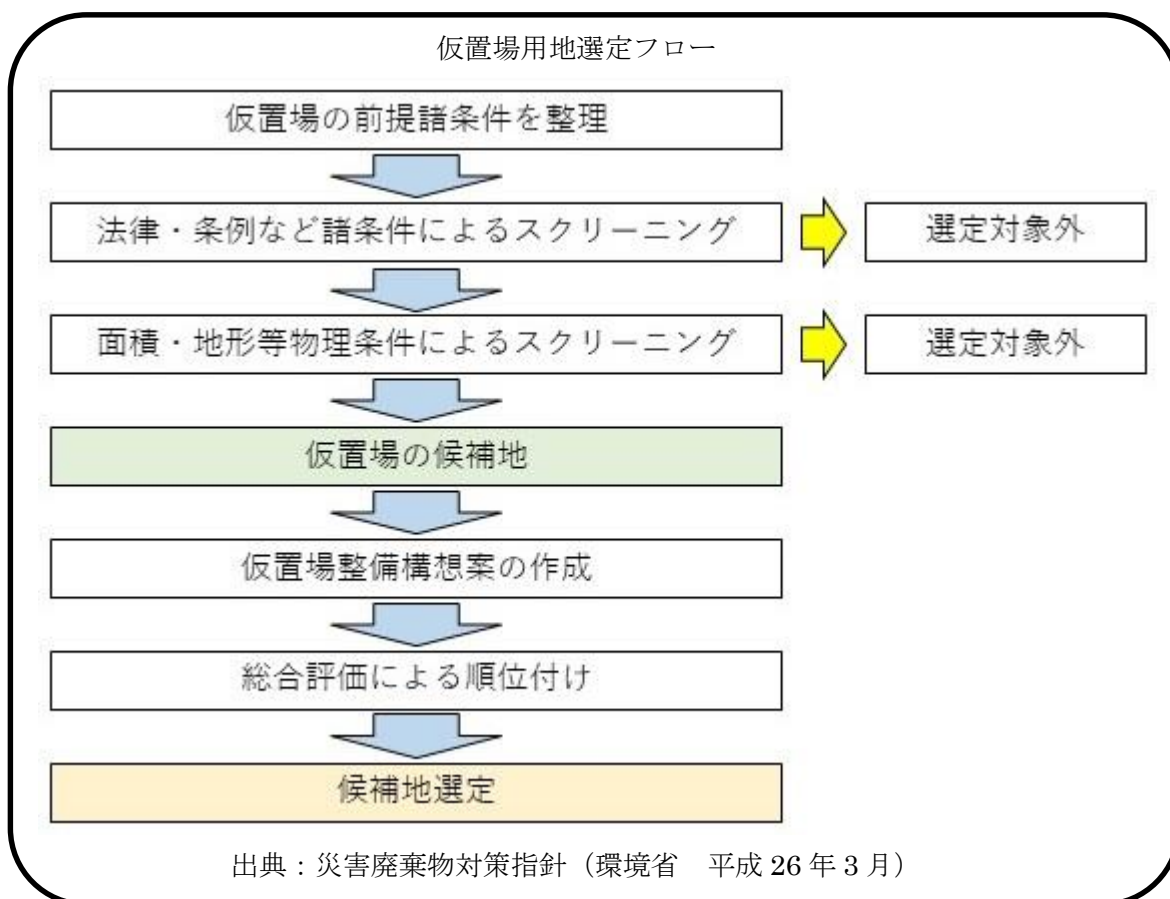 仮置場用地選定フロー
仮置場の前提諸条件を整理
法律・条例など諸条件によるスクリーニング
選定対象外
面積・地形等物理条件によるスクリーニング
選定対象外
仮置場の候補地
仮置場整備構想案の作成
総合評価による順位付け
候補地選定
出典：災害廃棄物対策指針（環境省　平成 26 年 3 月）